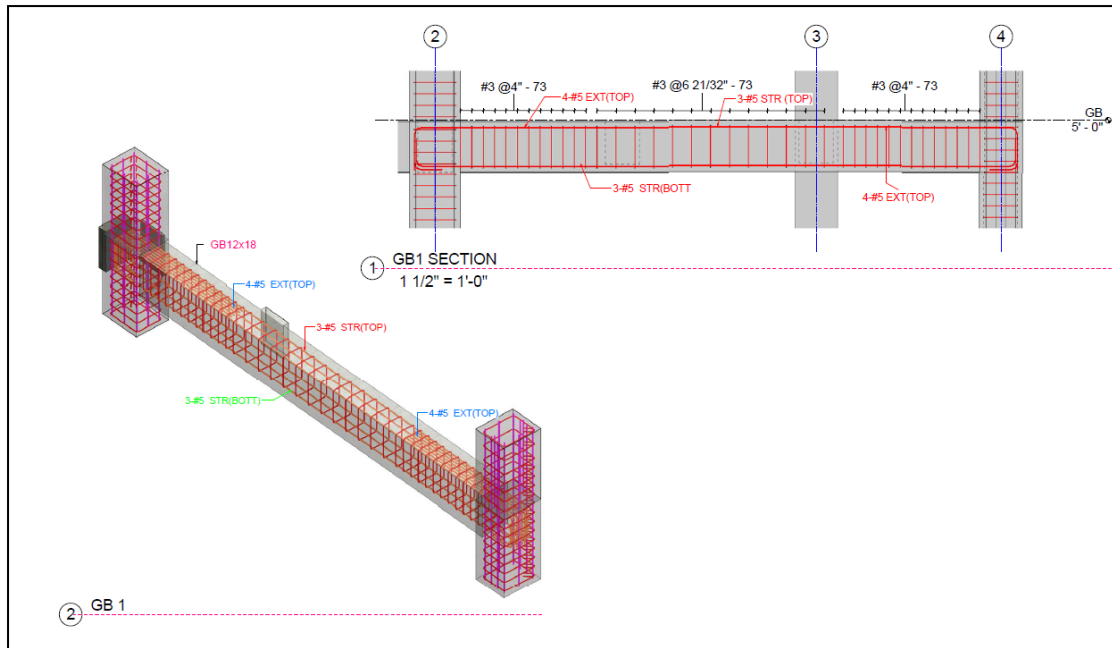 2
3
4
#3 @4" - 73
#3 @6 21/32" - 73
#3 @4" - 73
4-#5 EXT(TOP)
3-#5 STR (TOP)
GB
5' - 0"
3-#5 STR(BOTT
4-#5 EXT(TOP)
1
GB1 SECTION
1 1/2" = 1'-0"
GB12x18
4-#5 EXT(TOP)
3-#5 STR(TOP)
3-#5 STR(BOTT)
4-#5 EXT(TOP)
2
GB 1